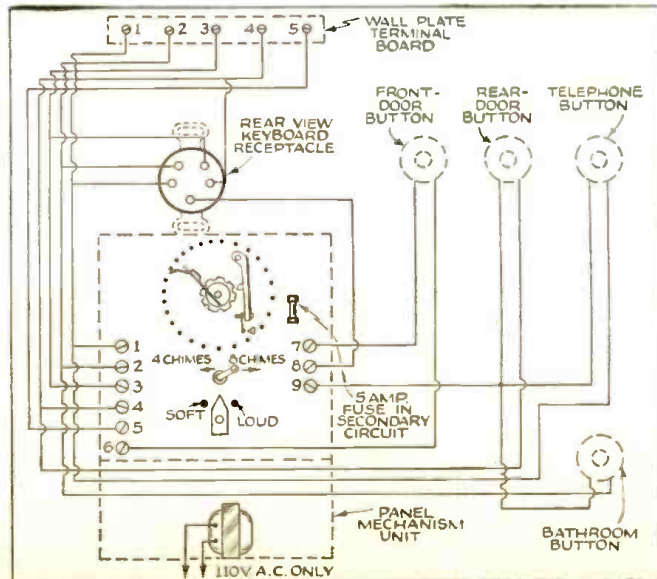 1 2 3 4 5
WALL PLATE
TERMINAL
BOARD
FRONT-
DOOR
BUTTON
REAR-
DOOR
BUTTON
TELEPHONE
BUTTON
REAR VIEW
KEYBOARD
RECEPTACLE
1
2
3
4
5
6
4 CHIMES
8 CHIMES
SOFT
LOUD
7
8
9
5 AMP.
FUSE IN
SECONDARY
CIRCUIT
PANEL
MECHANISM
UNIT
BATHROOM
BUTTON
110V A.C. ONLY